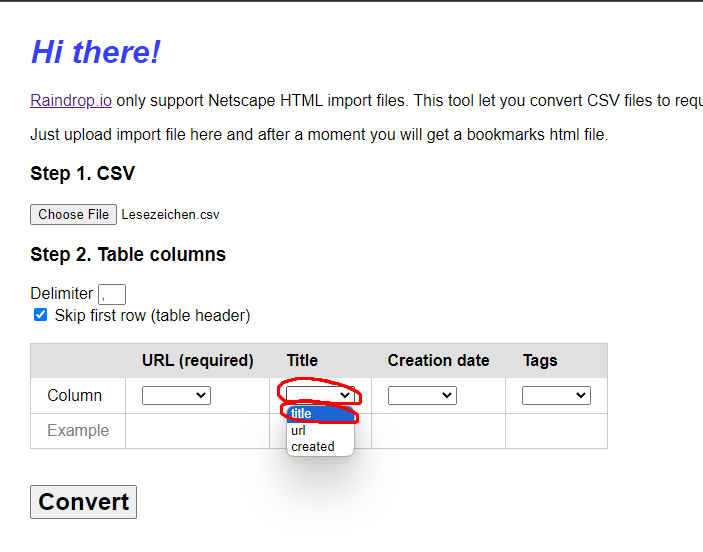 Hi there!
Raindrop.io only support Netscape HTML import files. This tool let you convert CSV files to requ
Just upload import file here and after a moment you will get a bookmarks html file.
Step 1. CSV
Choose File Lesezeichen.csv
Step 2. Table columns
Delimiter ,
Skip first row (table header)
URL (required) Title Creation date Tags
Column
title
Example
url
created
Convert